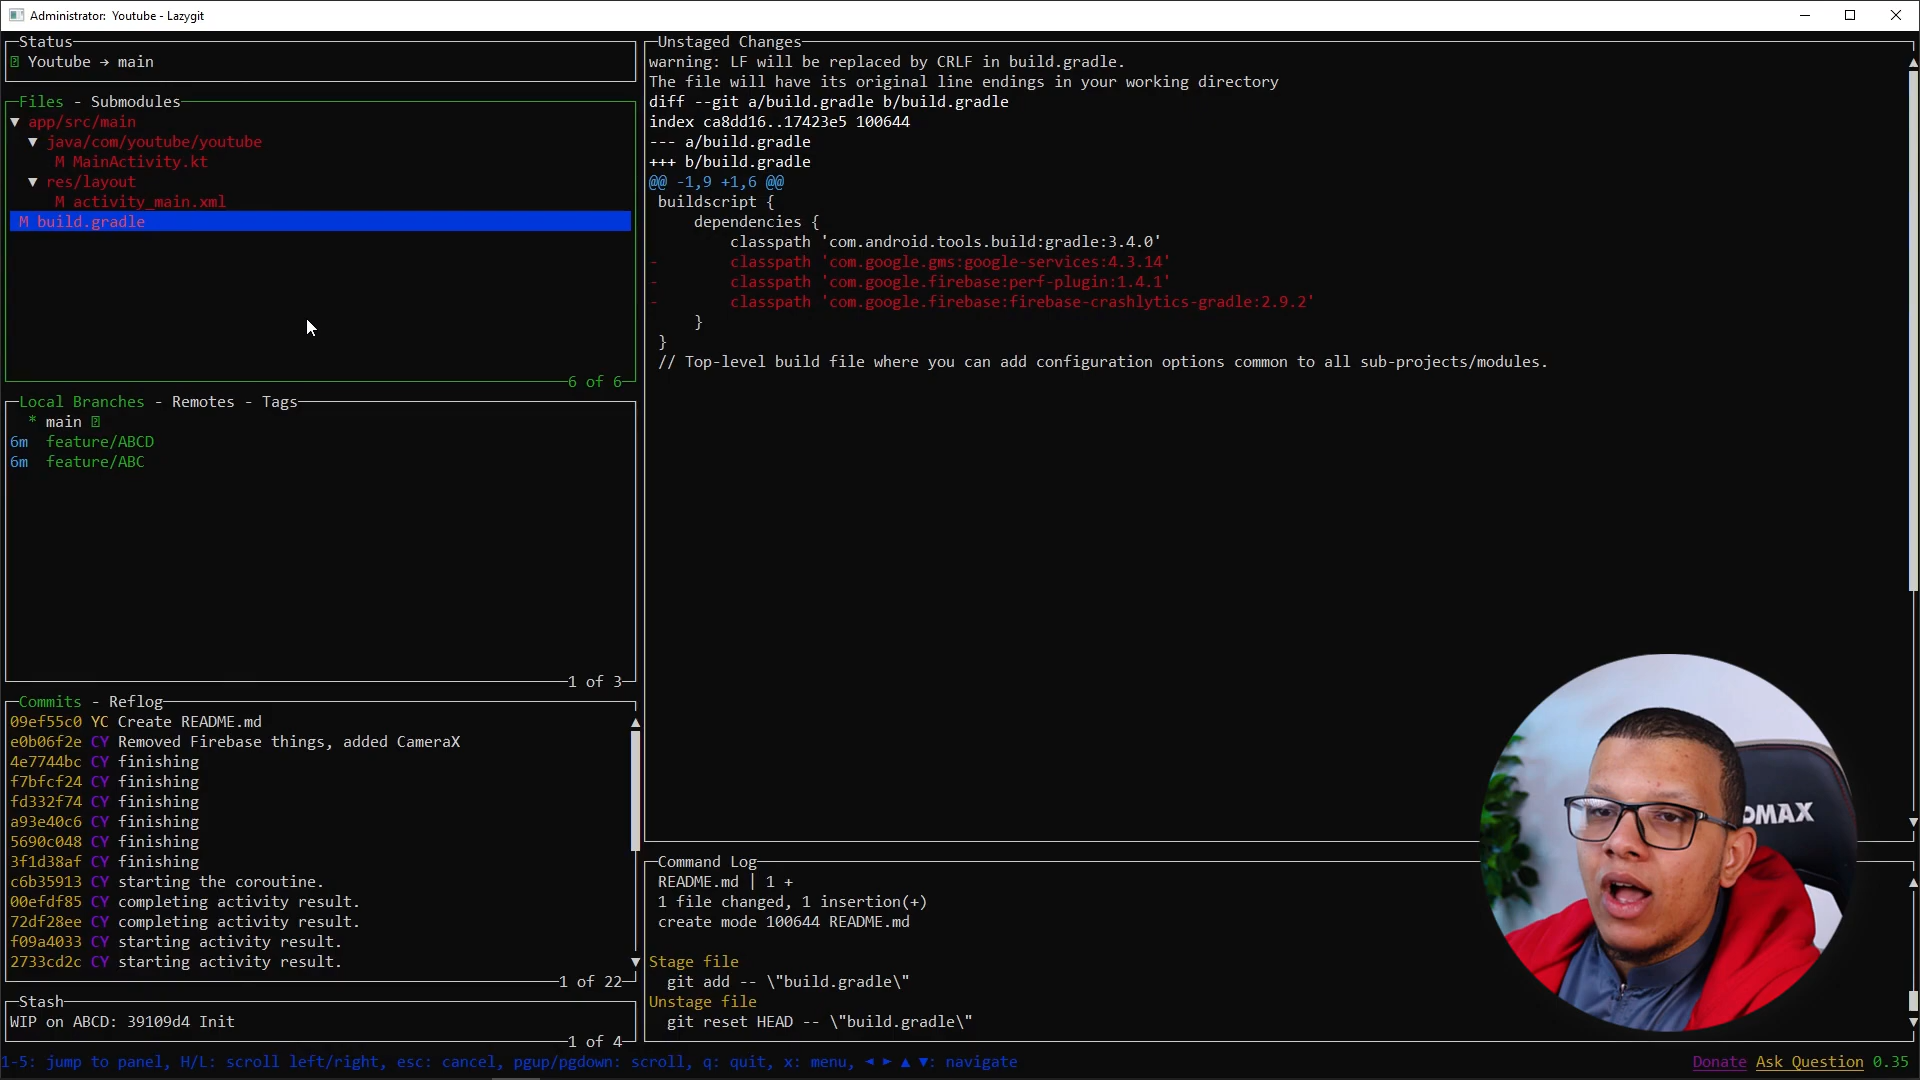 Administrator: Youtube - Lazygit
Status
Youtube → main
Files - Submodules
▼ app/src/main
▼ java/com/youtube/youtube
M MainActivity.kt
▼ res/layout
M activity_main.xml
M build.gradle
6 of 6
Local Branches - Remotes - Tags
* main
6m feature/ABCD
6m feature/ABC
1 of 3
Commits - Reflog
09ef55c0 YC Create README.md
e0b06f2e CY Removed Firebase things, added CameraX
4e7744bc CY finishing
f7bfcf24 CY finishing
fd332f74 CY finishing
a93e40c6 CY finishing
5690c048 CY finishing
3f1d38af CY finishing
c6b35913 CY starting the coroutine.
00efdf85 CY completing activity result.
72df28ee CY completing activity result.
f09a4033 CY starting activity result.
2733cd2c CY starting activity result.
1 of 22
Stash
WIP on ABCD: 39109d4 Init
1 of 4
Unstaged Changes
warning: LF will be replaced by CRLF in build.gradle.
The file will have its original line endings in your working directory
diff --git a/build.gradle b/build.gradle
index ca8dd16..17423e5 100644
--- a/build.gradle
+++ b/build.gradle
@@ -1,9 +1,6 @@
buildscript {
dependencies {
classpath 'com.android.tools.build:gradle:3.4.0'
- classpath 'com.google.gms:google-services:4.3.14'
- classpath 'com.google.firebase:perf-plugin:1.4.1'
- classpath 'com.google.firebase:firebase-crashlytics-gradle:2.9.2'
}
}
// Top-level build file where you can add configuration options common to all sub-projects/modules.
Command Log
README.md | 1 +
1 file changed, 1 insertion(+)
create mode 100644 README.md
Stage file
git add -- \"build.gradle\"
Unstage file
git reset HEAD -- \"build.gradle\"
OMAX
1-5: jump to panel, H/L: scroll left/right, esc: cancel, pgup/pgdown: scroll, q: quit, x: menu, ◄ ► ▲ ▼: navigate
Donate Ask Question 0.35